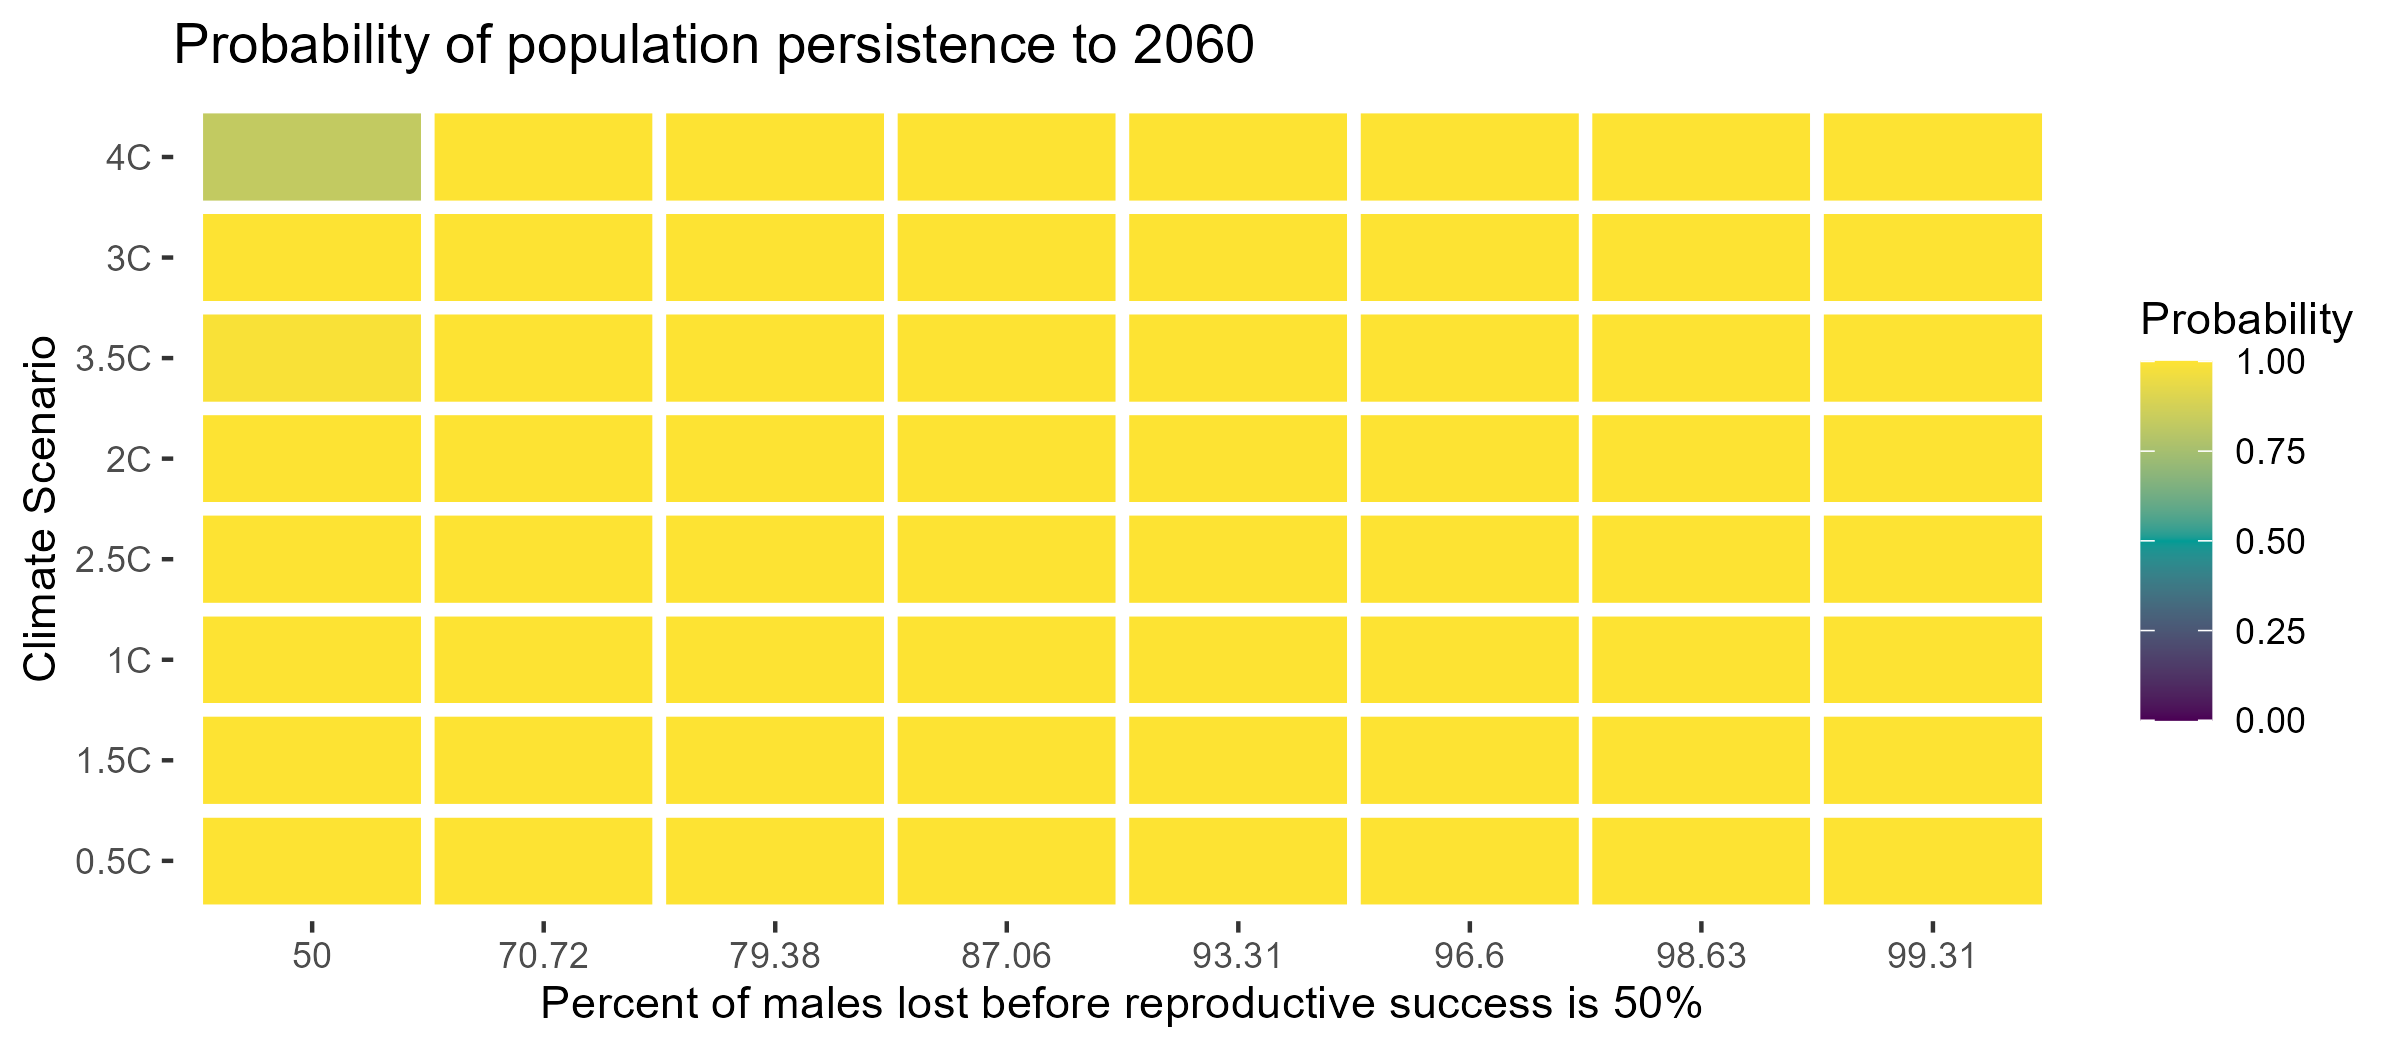 Probability of population persistence to 2060
Climate Scenario
4C
3C
3.5C
2C
2.5C
1C
1.5C
0.5C
50 70.72 79.38 87.06 93.31 96.6 98.63 99.31
Percent of males lost before reproductive success is 50%
Probability
1.00
0.75
0.50
0.25
0.00